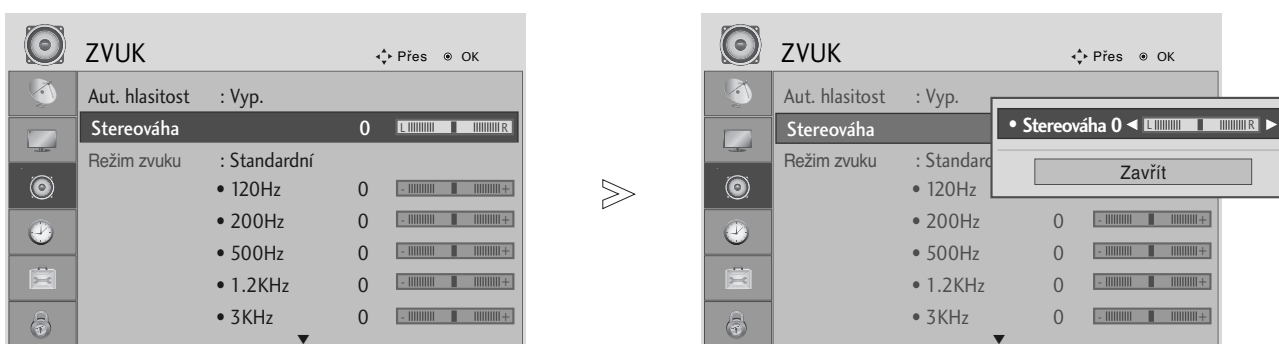 ZVUK
Přes OK
Aut. hlasitost : Vyp.
Stereováha 0 L R
Režim zvuku : Standardní
• 120Hz 0 - +
• 200Hz 0 - +
• 500Hz 0 - +
• 1.2KHz 0 - +
• 3KHz 0 - +
ZVUK
Přes OK
Aut. hlasitost : Vyp.
Stereováha
• Stereováha 0 ◄ L R ►
Zavřít
Režim zvuku : Standard
• 120Hz
• 200Hz 0 - +
• 500Hz 0 - +
• 1.2KHz 0 - +
• 3KHz 0 - +